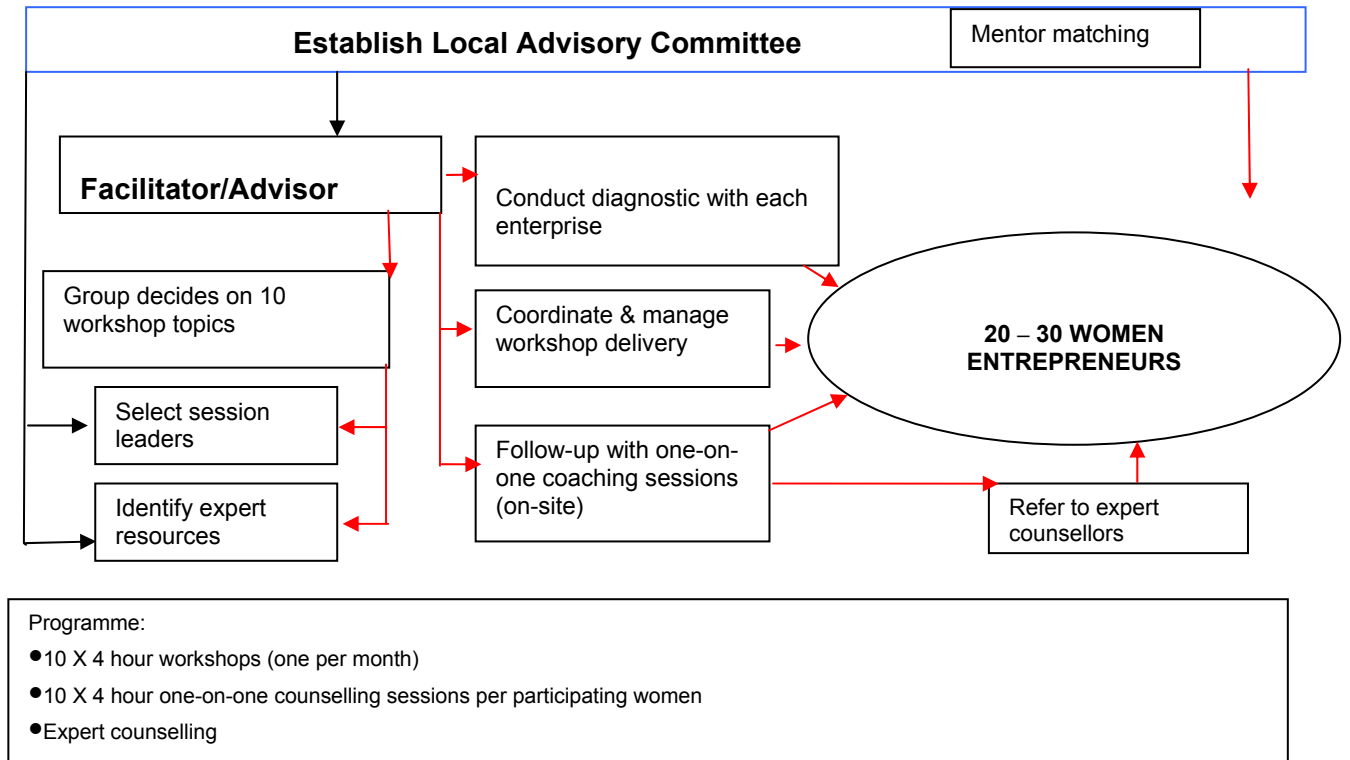 Establish Local Advisory Committee
Mentor matching
Facilitator/Advisor
Conduct diagnostic with each
enterprise
Group decides on 10
workshop topics
Coordinate & manage
workshop delivery
20 – 30 WOMEN
ENTREPRENEURS
Select session
leaders
Follow-up with one-on-
one coaching sessions
(on-site)
Identify expert
resources
Refer to expert
counsellors
Programme:
●10 X 4 hour workshops (one per month)
●10 X 4 hour one-on-one counselling sessions per participating women
●Expert counselling